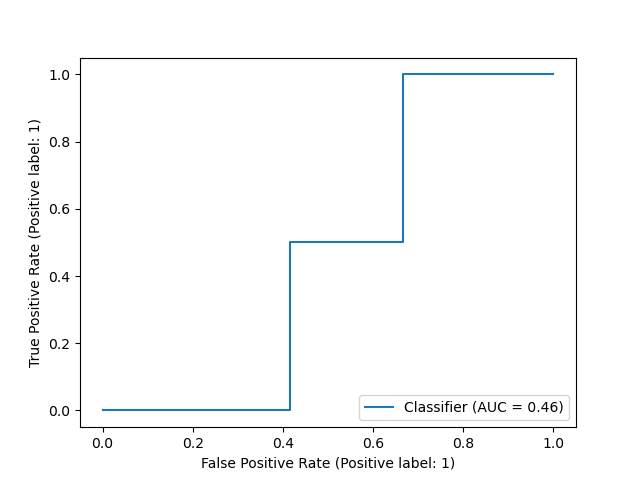 1.0
0.8
0.6
0.4
0.2
0.0
True Positive Rate (Positive label: 1)
Classifier (AUC = 0.46)
0.0 0.2 0.4 0.6 0.8 1.0
False Positive Rate (Positive label: 1)